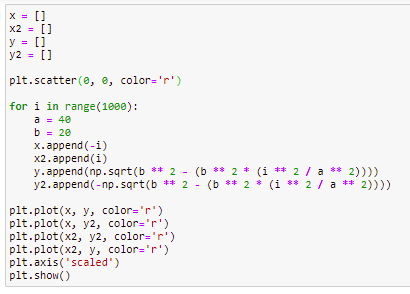 x = []
x2 = []
y = []
y2 = []
plt.scatter(0, 0, color='r')
for i in range(1000):
    a = 40
    b = 20
    x.append(-i)
    x2.append(i)
    y.append(np.sqrt(b ** 2 - (b ** 2 * (i ** 2 / a ** 2))))
    y2.append(-np.sqrt(b ** 2 - (b ** 2 * (i ** 2 / a ** 2))))
plt.plot(x, y, color='r')
plt.plot(x, y2, color='r')
plt.plot(x2, y2, color='r')
plt.plot(x2, y, color='r')
plt.axis('scaled')
plt.show()